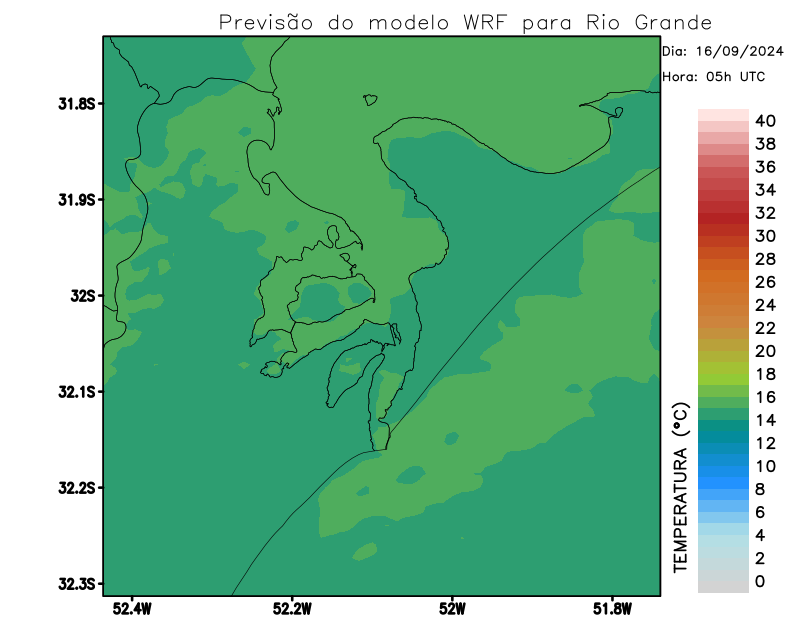 Previsão do modelo WRF para Rio Grande
Dia: 16/09/2024
Hora: 05h UTC
31.8S
31.9S
32S
32.1S
32.2S
32.3S
52.4W
52.2W
52W
51.8W
TEMPERATURA (°C)
40
38
36
34
32
30
28
26
24
22
20
18
16
14
12
10
8
6
4
2
0